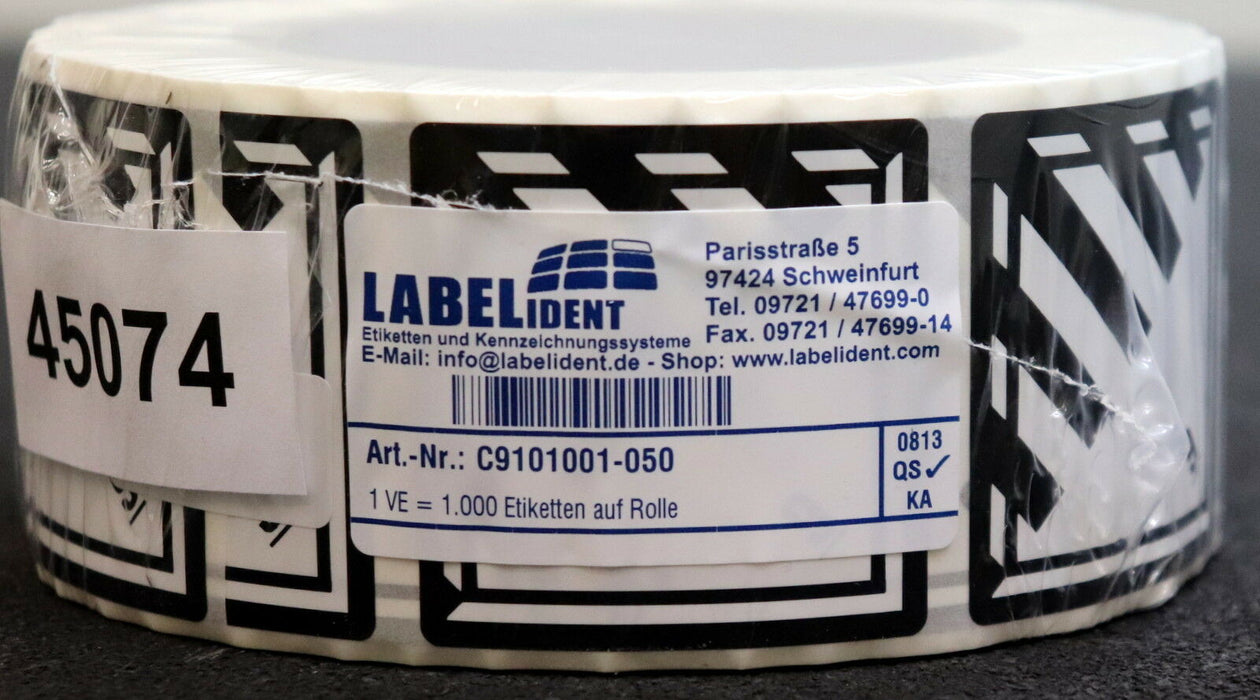 45074
LABELIDENT
Etiketten und Kennzeichnungssysteme
Parisstraße 5
97424 Schweinfurt
Tel. 09721 / 47699-0
Fax. 09721 / 47699-14
E-Mail: info@labelident.de - Shop: www.labelident.com
Art.-Nr.: C9101001-050
1 VE = 1.000 Etiketten auf Rolle
0813
QS✓
KA